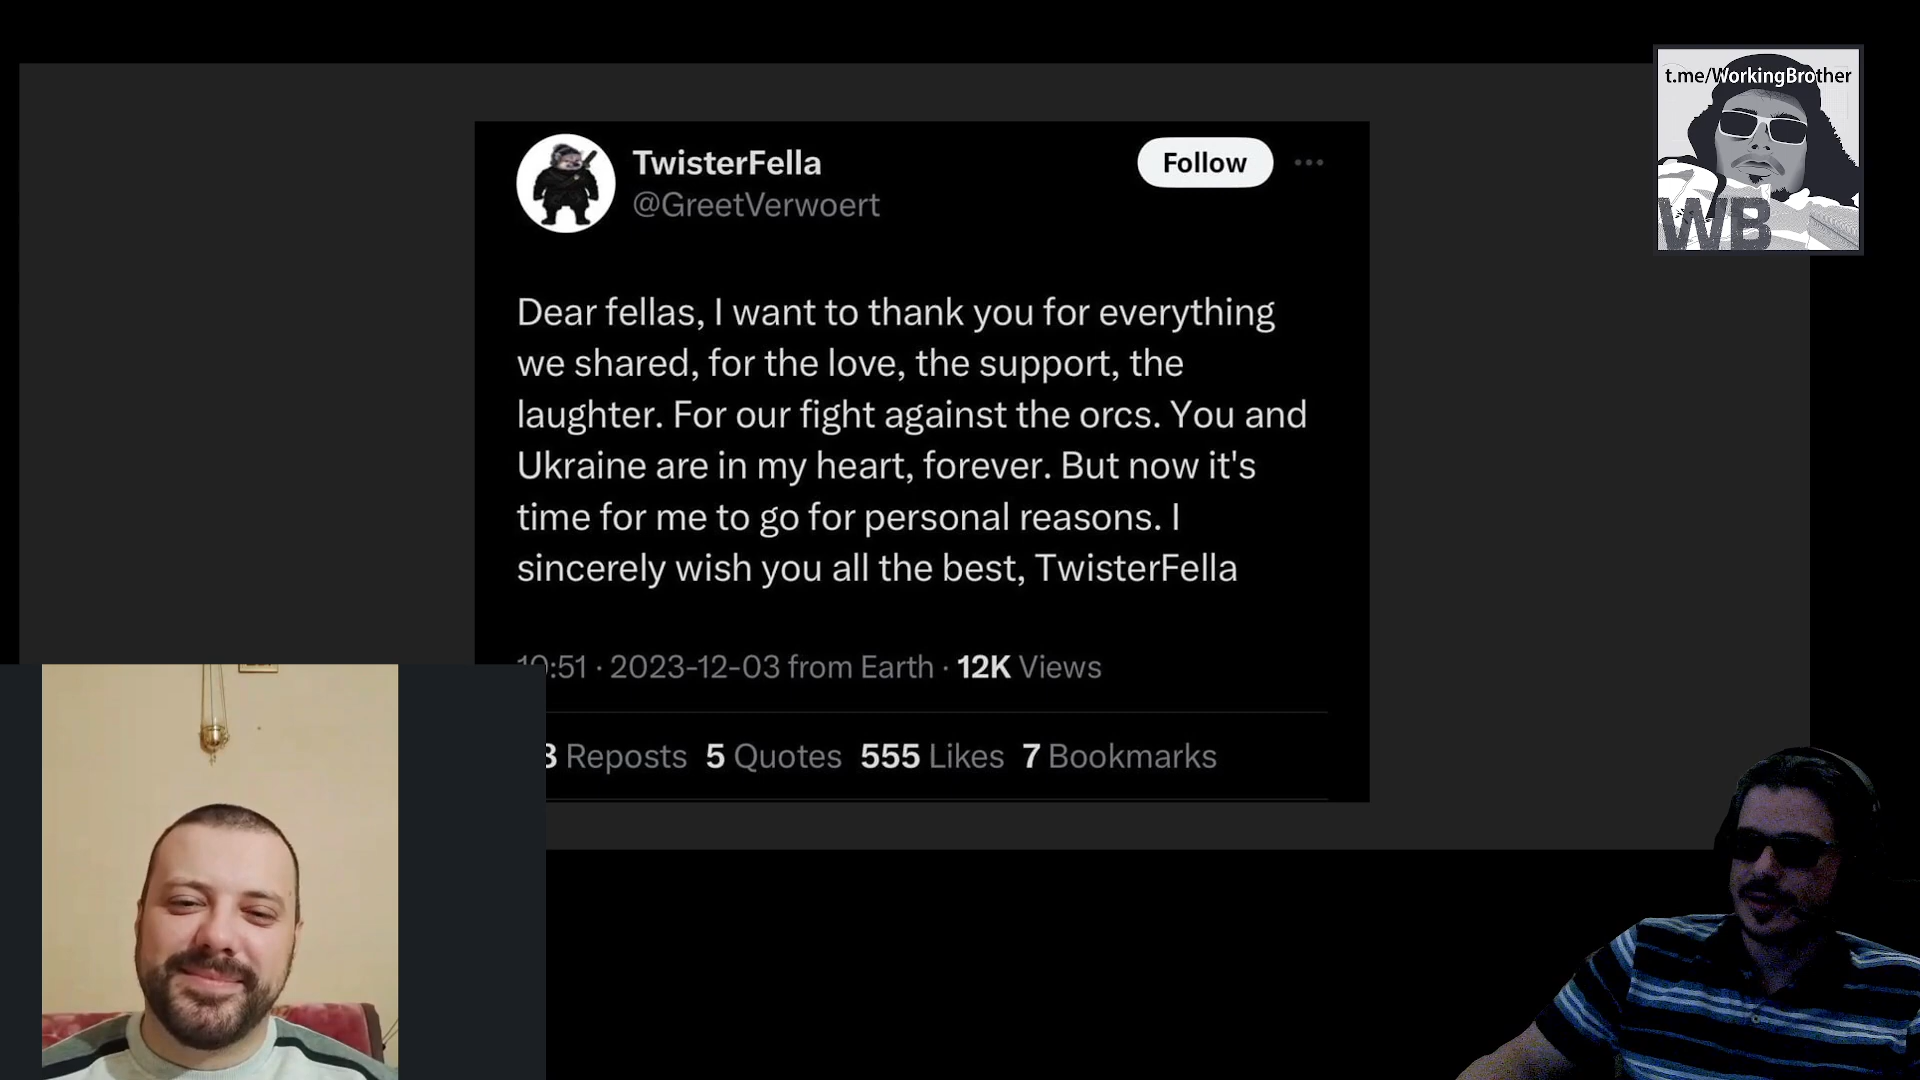 t.me/WorkingBrother
WB
TwisterFella
@GreetVerwoert
Follow
Dear fellas, I want to thank you for everything
we shared, for the love, the support, the
laughter. For our fight against the orcs. You and
Ukraine are in my heart, forever. But now it's
time for me to go for personal reasons. I
sincerely wish you all the best, TwisterFella
:51 · 2023-12-03 from Earth · 12K Views
Reposts 5 Quotes 555 Likes 7 Bookmarks